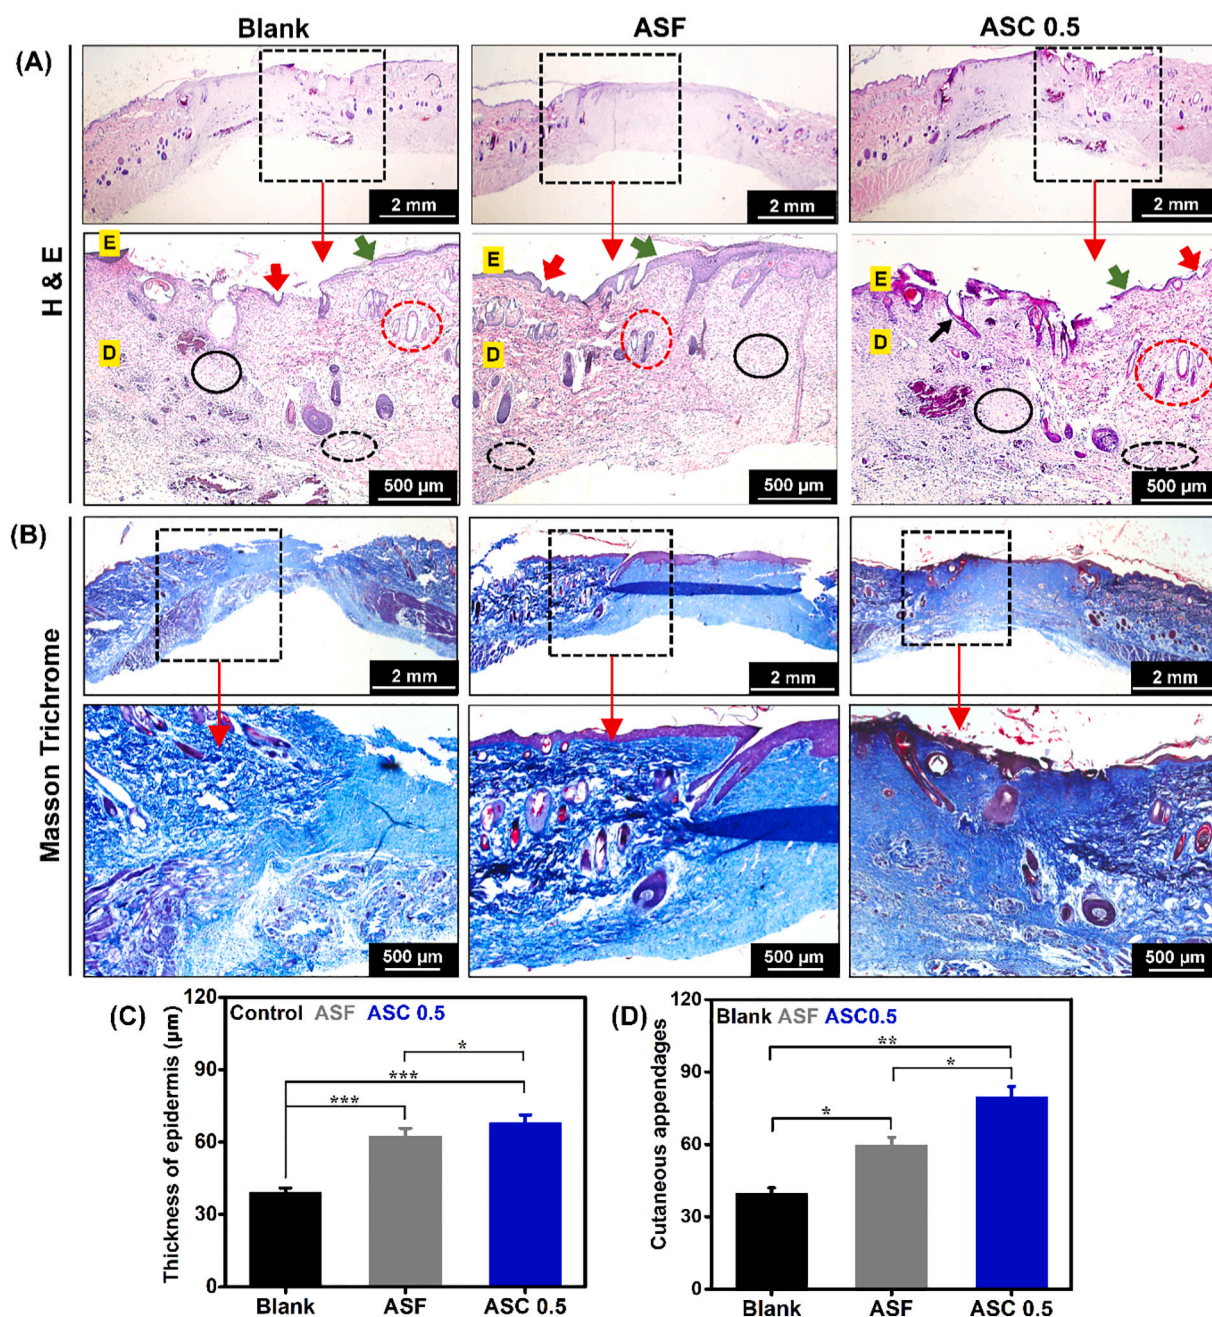 Blank ASF ASC 0.5
(A)
H & E
2 mm 2 mm 2 mm
E E E
D D D
500 µm 500 µm 500 µm
(B)
Masson Trichrome
2 mm 2 mm 2 mm
500 µm 500 µm 500 µm
(C)
Thickness of epidermis (µm)
120
90
60
30
0
Control ASF ASC 0.5
*
***
***
Blank ASF ASC 0.5
(D)
Cutaneous appendages
120
90
60
30
0
Blank ASF ASC0.5
**
*
*
Blank ASF ASC 0.5